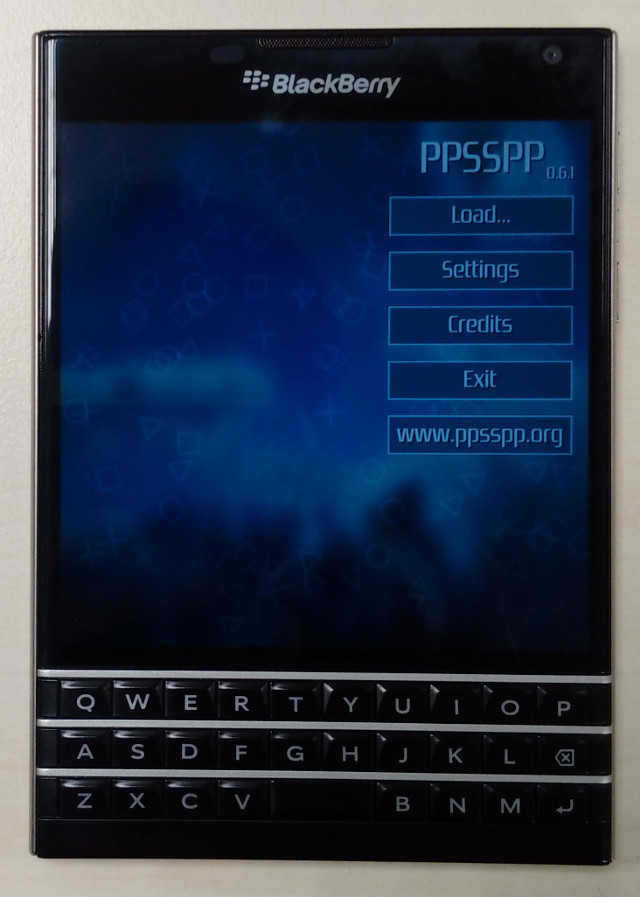 BlackBerry
PPSSPP 0.6.1
Load...
Settings
Credits
Exit
www.ppsspp.org
Q W E R T Y U I O P
A S D F G H J K L
Z X C V B N M